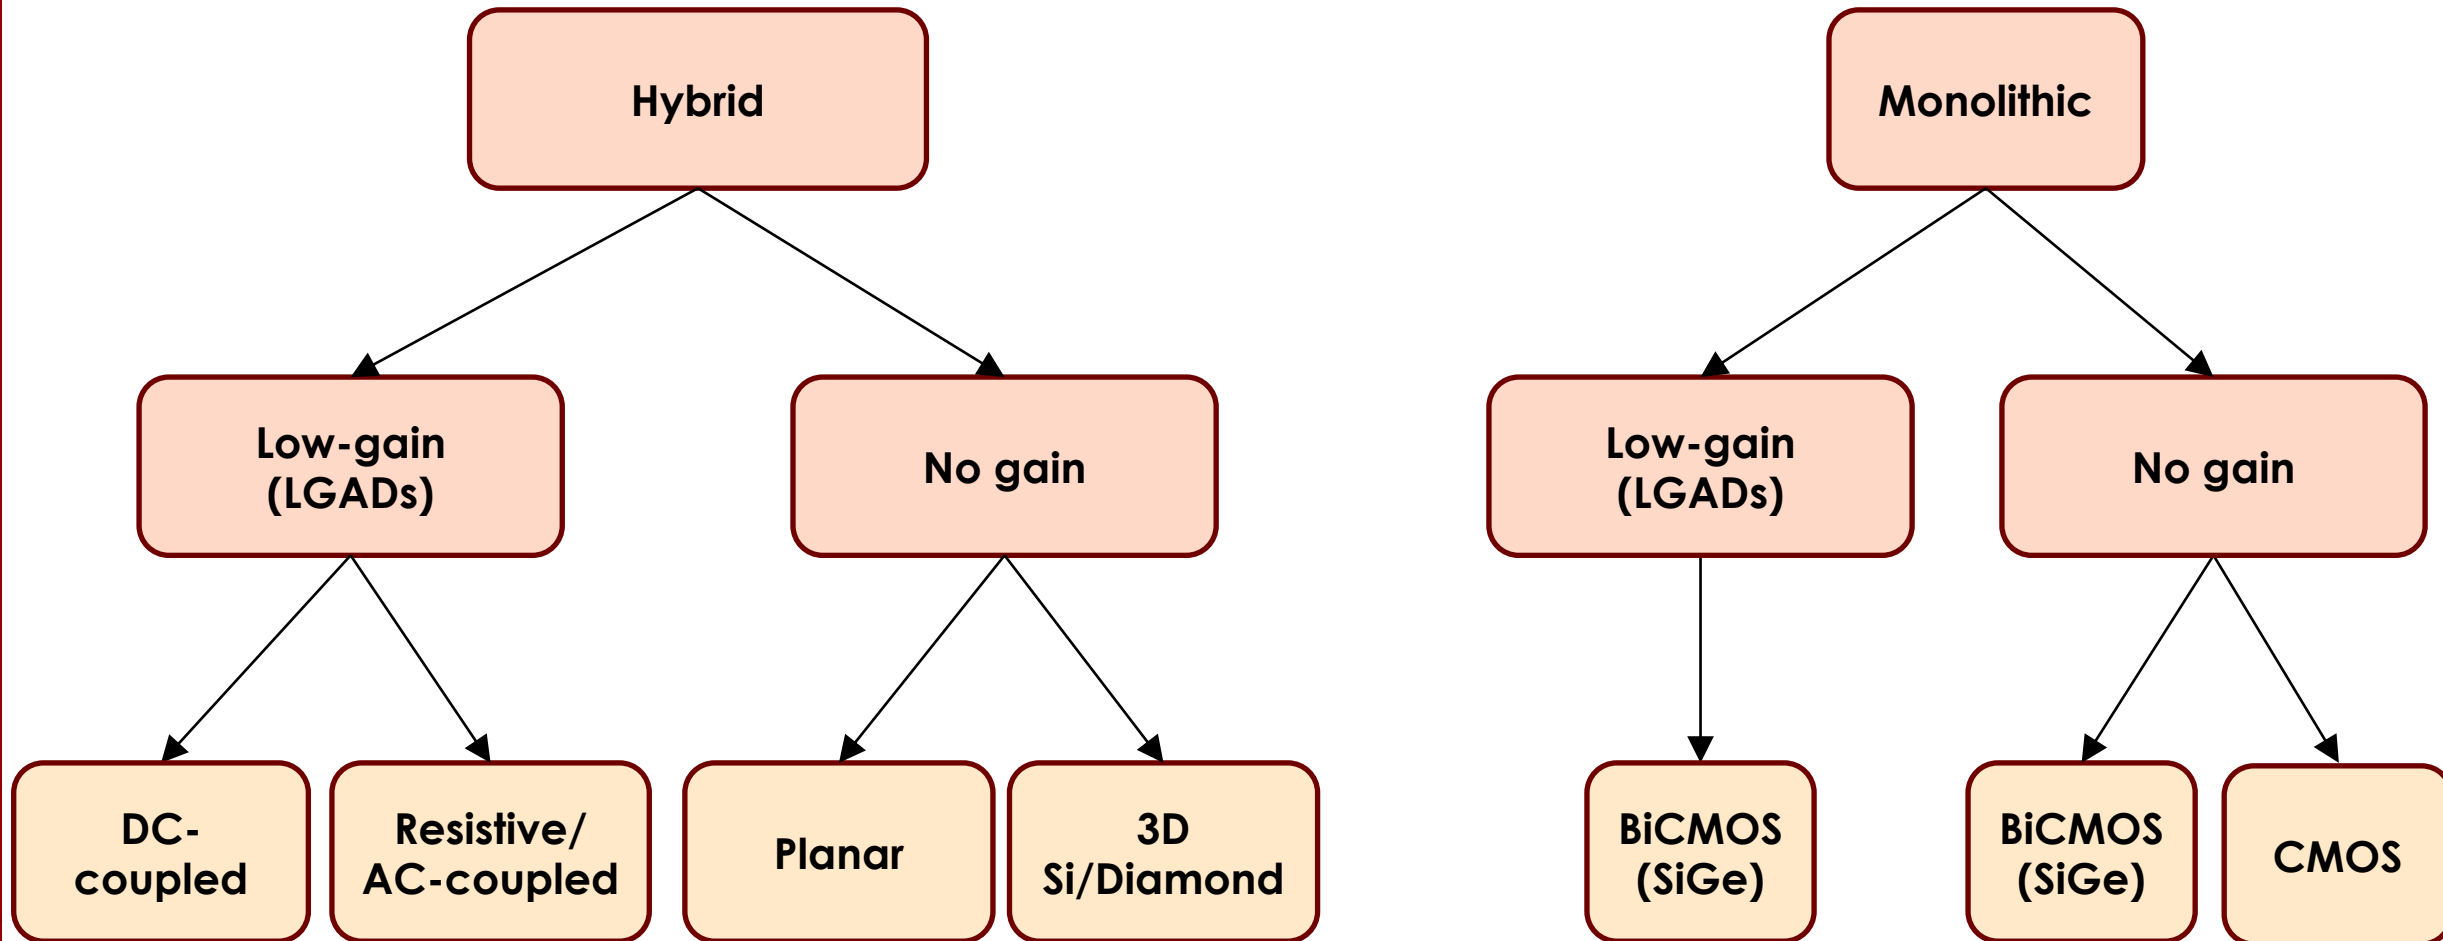 Hybrid
Monolithic
Low-gain
(LGADs)
No gain
Low-gain
(LGADs)
No gain
DC-
coupled
Resistive/
AC-coupled
Planar
3D
Si/Diamond
BiCMOS
(SiGe)
BiCMOS
(SiGe)
CMOS